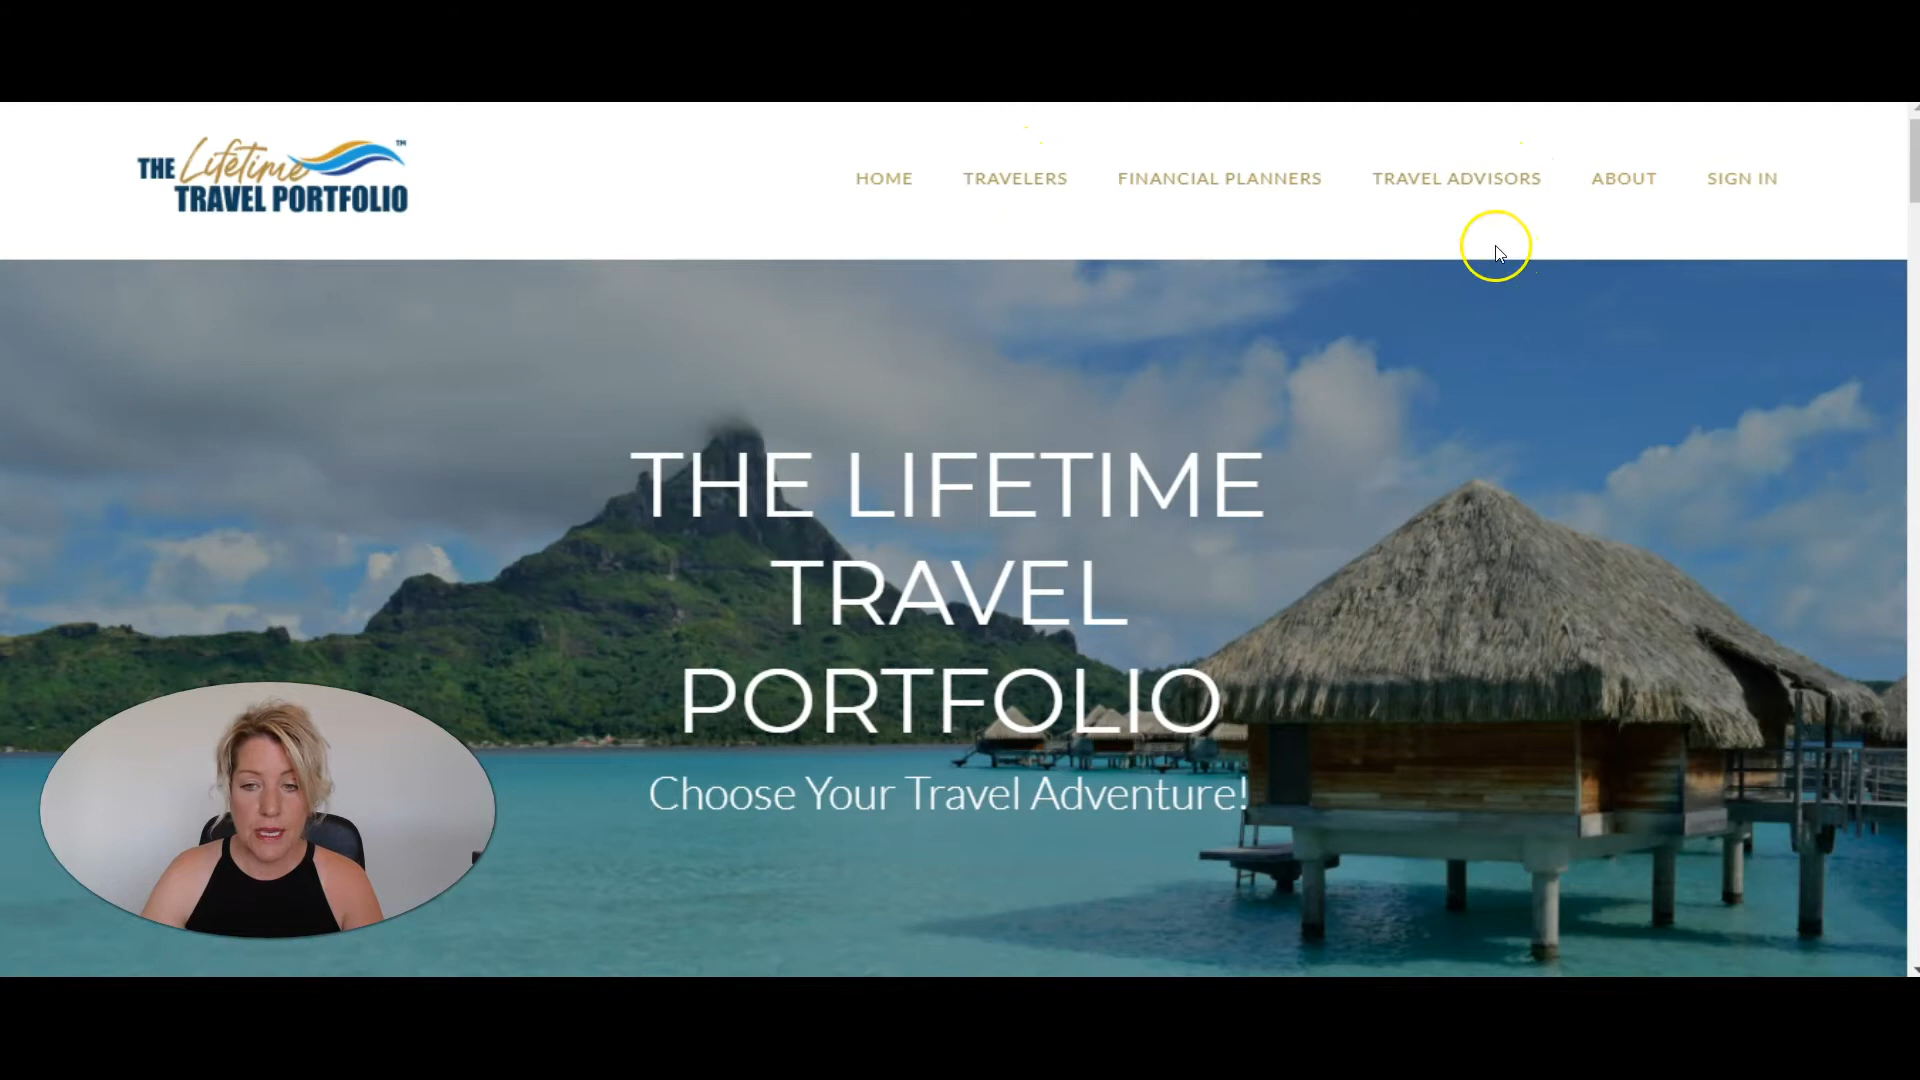 THE Lifetime ™
TRAVEL PORTFOLIO
HOME TRAVELERS FINANCIAL PLANNERS TRAVEL ADVISORS ABOUT SIGN IN
THE LIFETIME
TRAVEL
PORTFOLIO
Choose Your Travel Adventure!